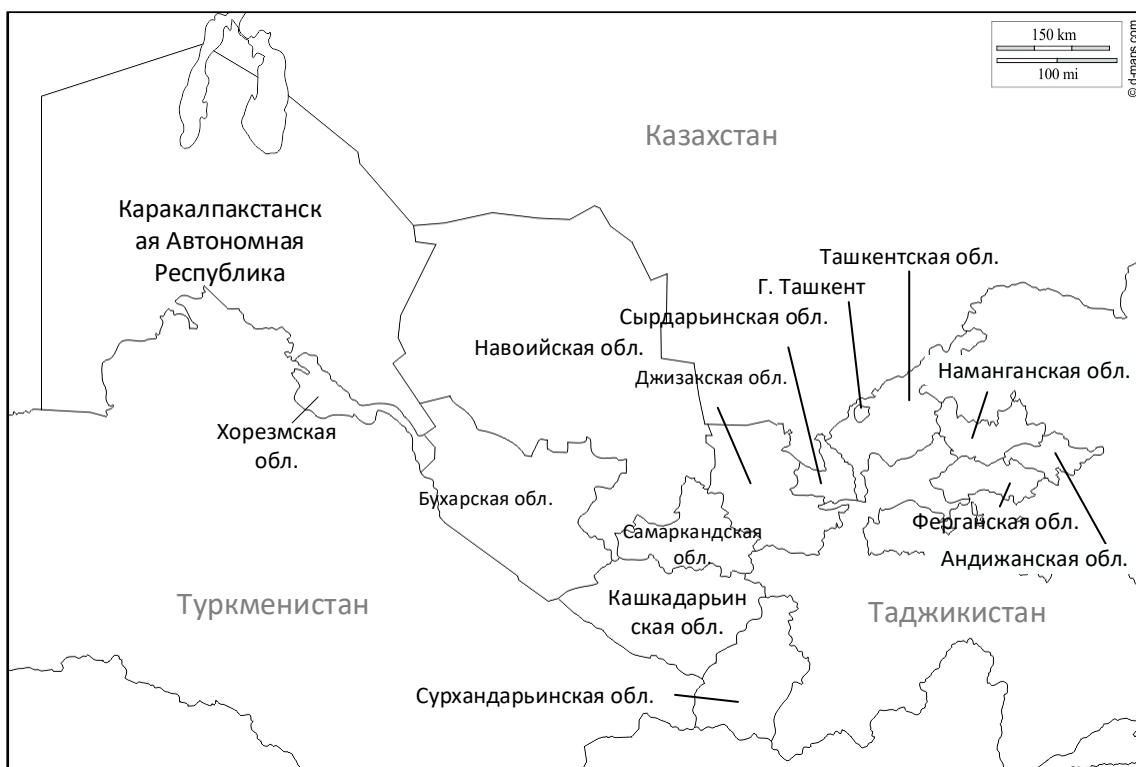 150 km
100 mi
© d-maps.com
Казахстан
Каракалпакстанск
ая Автономная
Республика
Ташкентская обл.
Г. Ташкент
Сырдарьинская обл.
Навоийская обл.
Джизакская обл.
Наманганская обл.
Хорезмская
обл.
Бухарская обл.
Самаркандская
обл.
Ферганская обл.
Андижанская обл.
Туркменистан
Кашкадарьин
ская обл.
Таджикистан
Сурхандарьинская обл.